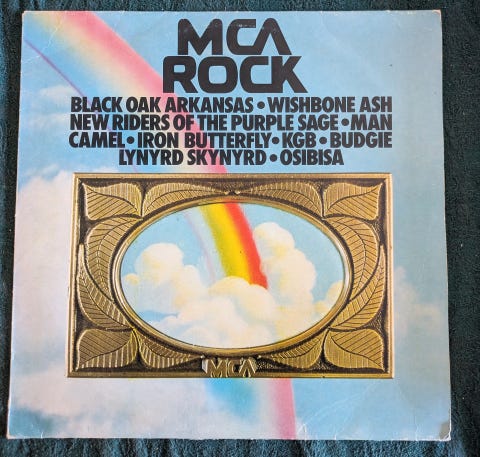 MCA
ROCK
BLACK OAK ARKANSAS • WISHBONE ASH
NEW RIDERS OF THE PURPLE SAGE • MAN
CAMEL • IRON BUTTERFLY • KGB • BUDGIE
LYNYRD SKYNYRD • OSIBISA
MCA